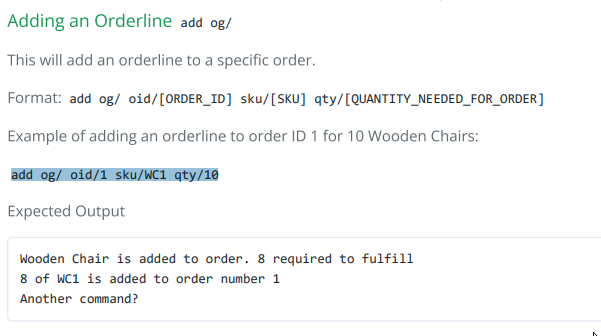 Adding an Orderline add og/
This will add an orderline to a specific order.
Format: add og/ oid/[ORDER_ID] sku/[SKU] qty/[QUANTITY_NEEDED_FOR_ORDER]
Example of adding an orderline to order ID 1 for 10 Wooden Chairs:
add og/ oid/1 sku/WC1 qty/10
Expected Output
Wooden Chair is added to order. 8 required to fulfill
8 of WC1 is added to order number 1
Another command?